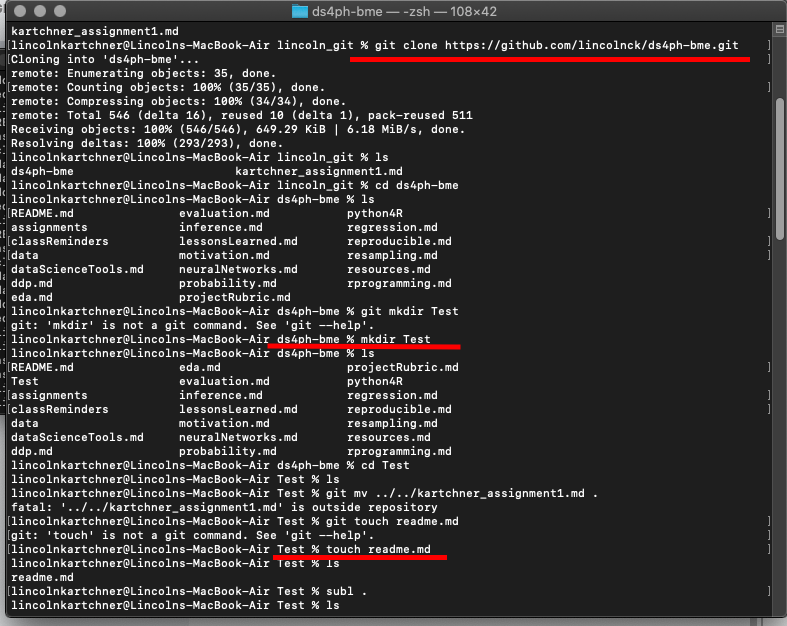 ds4ph-bme — -zsh — 108×42
kartchner_assignment1.md
[lincolnkartchner@Lincolns-MacBook-Air lincoln_git % git clone https://github.com/lincolnck/ds4ph-bme.git ]
[Cloning into 'ds4ph-bme'... ]
remote: Enumerating objects: 35, done.
[remote: Counting objects: 100% (35/35), done. ]
remote: Compressing objects: 100% (34/34), done.
remote: Total 546 (delta 16), reused 10 (delta 1), pack-reused 511
Receiving objects: 100% (546/546), 649.29 KiB | 6.18 MiB/s, done.
Resolving deltas: 100% (293/293), done.
lincolnkartchner@Lincolns-MacBook-Air lincoln_git % ls
ds4ph-bme kartchner_assignment1.md
lincolnkartchner@Lincolns-MacBook-Air lincoln_git % cd ds4ph-bme
lincolnkartchner@Lincolns-MacBook-Air ds4ph-bme % ls
[README.md evaluation.md python4R ]
assignments inference.md regression.md
[classReminders lessonsLearned.md reproducible.md ]
[data motivation.md resampling.md ]
dataScienceTools.md neuralNetworks.md resources.md
ddp.md probability.md rprogramming.md
eda.md projectRubric.md
lincolnkartchner@Lincolns-MacBook-Air ds4ph-bme % git mkdir Test
git: 'mkdir' is not a git command. See 'git --help'.
lincolnkartchner@Lincolns-MacBook-Air ds4ph-bme % mkdir Test
lincolnkartchner@Lincolns-MacBook-Air ds4ph-bme % ls
[README.md eda.md projectRubric.md ]
Test evaluation.md python4R
[assignments inference.md regression.md ]
[classReminders lessonsLearned.md reproducible.md ]
data motivation.md resampling.md
dataScienceTools.md neuralNetworks.md resources.md
ddp.md probability.md rprogramming.md
lincolnkartchner@Lincolns-MacBook-Air ds4ph-bme % cd Test
lincolnkartchner@Lincolns-MacBook-Air Test % ls
lincolnkartchner@Lincolns-MacBook-Air Test % git mv ../../kartchner_assignment1.md .
fatal: '../../kartchner_assignment1.md' is outside repository
lincolnkartchner@Lincolns-MacBook-Air Test % git touch readme.md ]
[git: 'touch' is not a git command. See 'git --help'. ]
[lincolnkartchner@Lincolns-MacBook-Air Test % touch readme.md ]
lincolnkartchner@Lincolns-MacBook-Air Test % ls
readme.md
[lincolnkartchner@Lincolns-MacBook-Air Test % subl . ]
lincolnkartchner@Lincolns-MacBook-Air Test % ls